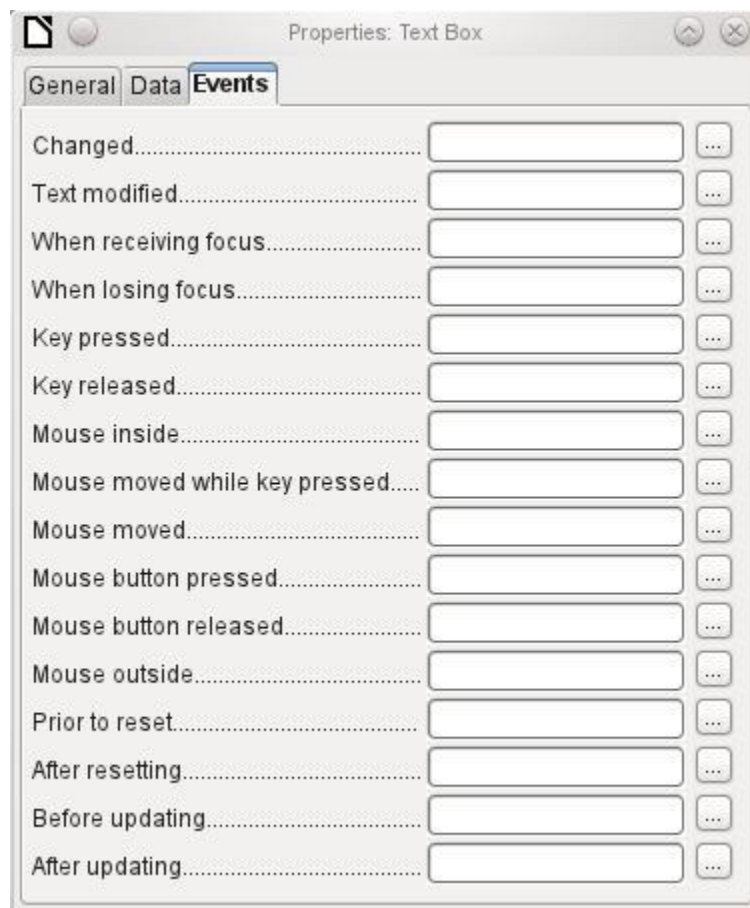 Properties: Text Box
General Data Events
Changed........................................... ...
Text modified.................................... ...
When receiving focus....................... ...
When losing focus............................ ...
Key pressed...................................... ...
Key released..................................... ...
Mouse inside.................................... ...
Mouse moved while key pressed..... ...
Mouse moved................................... ...
Mouse button pressed..................... ...
Mouse button released.................... ...
Mouse outside.................................. ...
Prior to reset..................................... ...
After resetting................................... ...
Before updating................................ ...
After updating................................... ...